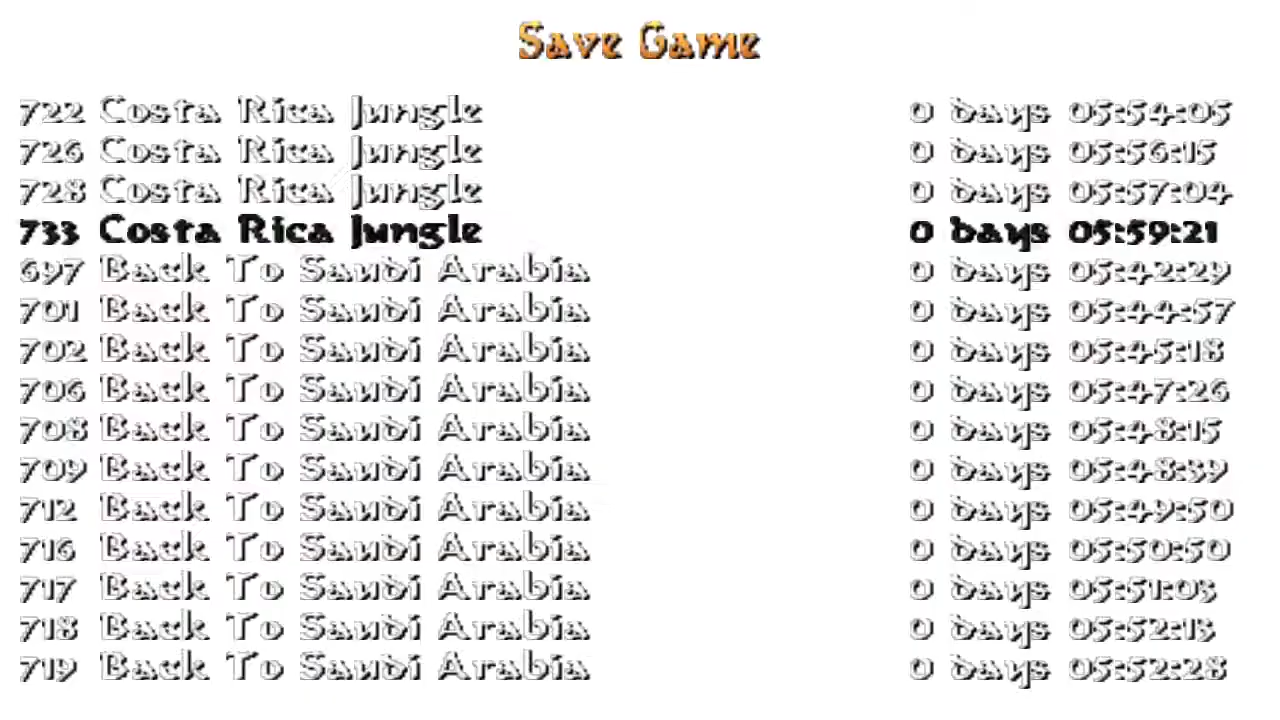 Save Game
722 Costa Rica Jungle 0 days 05:54:05
726 Costa Rica Jungle 0 days 05:56:15
728 Costa Rica Jungle 0 days 05:57:04
733 Costa Rica Jungle 0 days 05:59:21
697 Back To Saudi Arabia 0 days 05:42:29
701 Back To Saudi Arabia 0 days 05:44:57
702 Back To Saudi Arabia 0 days 05:45:18
706 Back To Saudi Arabia 0 days 05:47:26
708 Back To Saudi Arabia 0 days 05:48:15
709 Back To Saudi Arabia 0 days 05:48:39
712 Back To Saudi Arabia 0 days 05:49:50
716 Back To Saudi Arabia 0 days 05:50:50
717 Back To Saudi Arabia 0 days 05:51:03
718 Back To Saudi Arabia 0 days 05:52:13
719 Back To Saudi Arabia 0 days 05:52:28